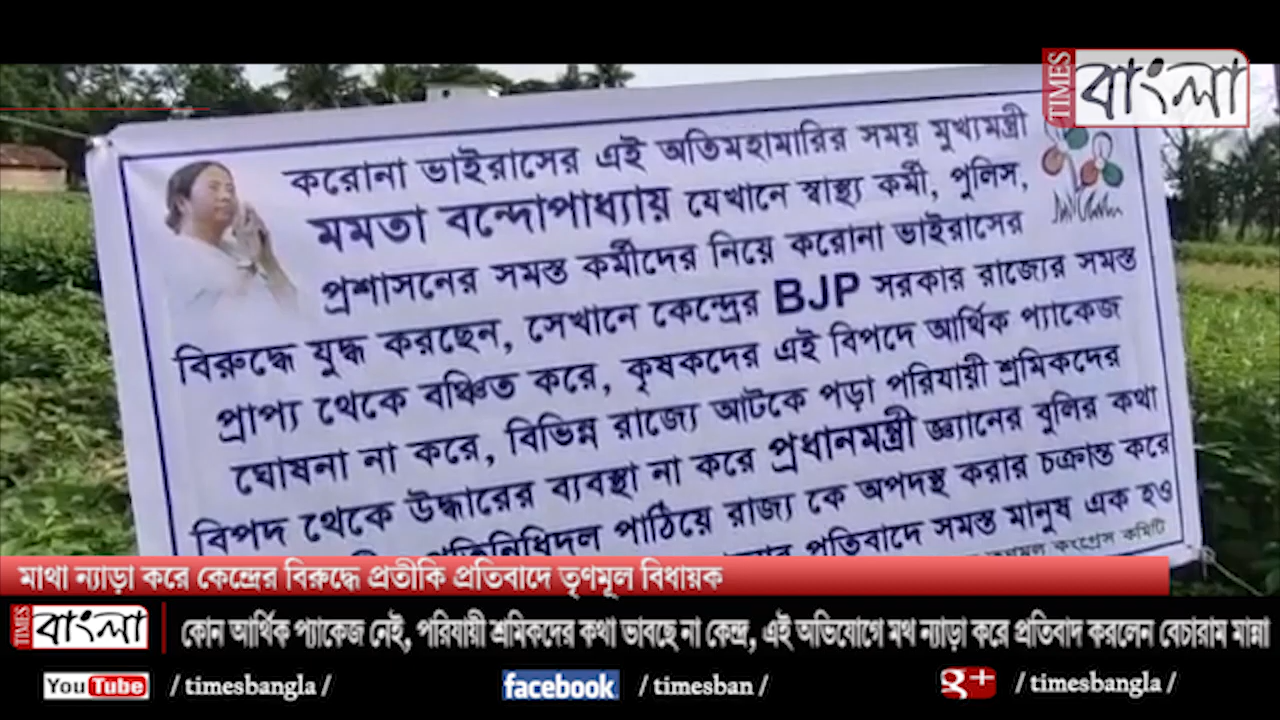 TIMES বাংলা
করোনা ভাইরাসের এই অতিমহামারির সময় মুখ্যমন্ত্রী
মমতা বন্দোপাধ্যায় যেখানে স্বাস্থ্য কর্মী, পুলিস,
প্রশাসনের সমস্ত কর্মীদের নিয়ে করোনা ভাইরাসের
বিরুদ্ধে যুদ্ধ করছেন, সেখানে কেন্দ্রের BJP সরকার রাজ্যের সমস্ত
প্রাপ্য থেকে বঞ্চিত করে, কৃষকদের এই বিপদে আর্থিক প্যাকেজ
ঘোষনা না করে, বিভিন্ন রাজ্যে আটকে পড়া পরিযায়ী শ্রমিকদের
বিপদ থেকে উদ্ধারের ব্যবস্থা না করে প্রধানমন্ত্রী জ্ঞ্যানের বুলির কথা
পাঠিয়ে রাজ্য কে অপদস্থ করার চক্রান্ত করে
প্রতিবাদে সমস্ত মানুষ এক হও
কংগ্রেস কমিটি
মাথা ন্যাড়া করে কেন্দ্রের বিরুদ্ধে প্রতীকি প্রতিবাদে তৃণমূল বিধায়ক
TIMES বাংলা কোন আর্থিক প্যাকেজ নেই, পরিযায়ী শ্রমিকদের কথা ভাবছে না কেন্দ্র, এই অভিযোগে মথ ন্যাড়া করে প্রতিবাদ করলেন বেচারাম মান্না
YouTube /timesbangla/ facebook /timesban/ g+ /timesbangla/